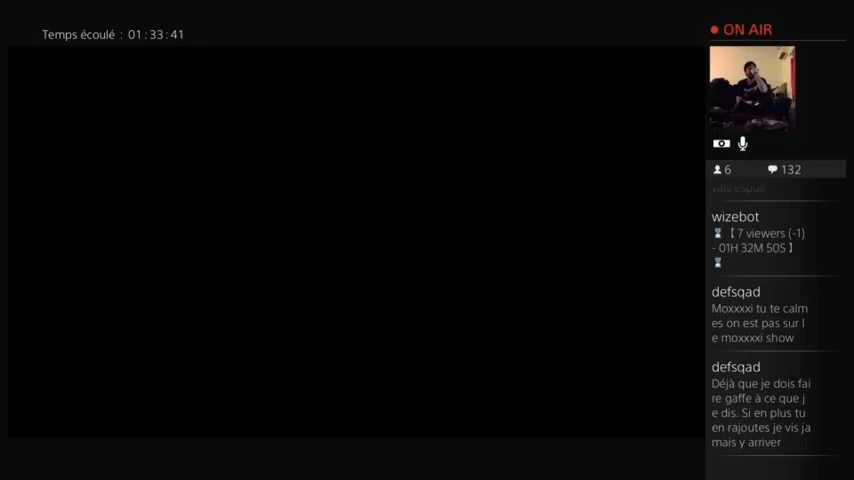 Temps écoulé : 01:33:41
ON AIR
6 132
vais espoir
wizebot
⌛ [ 7 viewers (-1)
- 01H 32M 50S ]
⌛
defsqad
Moxxxxi tu te calm
es on est pas sur l
e moxxxxi show
defsqad
Déjà que je dois fai
re gaffe à ce que j
e dis. Si en plus tu
en rajoutes je vis ja
mais y arriver